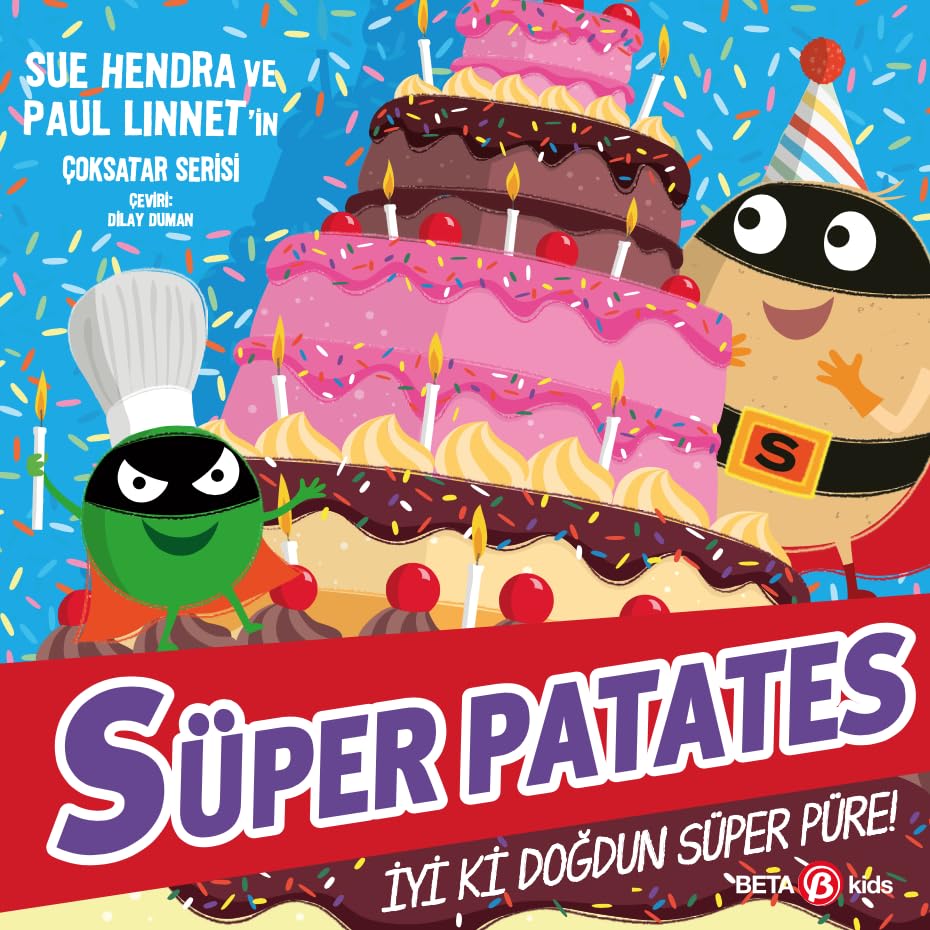 SUE HENDRA VE
PAUL LINNET'İN
ÇOKSATAR SERİSİ
ÇEVİRİ:
DİLAY DUMAN
S
SÜPER PATATES
İYİ Kİ DOĞDUN SÜPER PÜRE!
BETA B kids